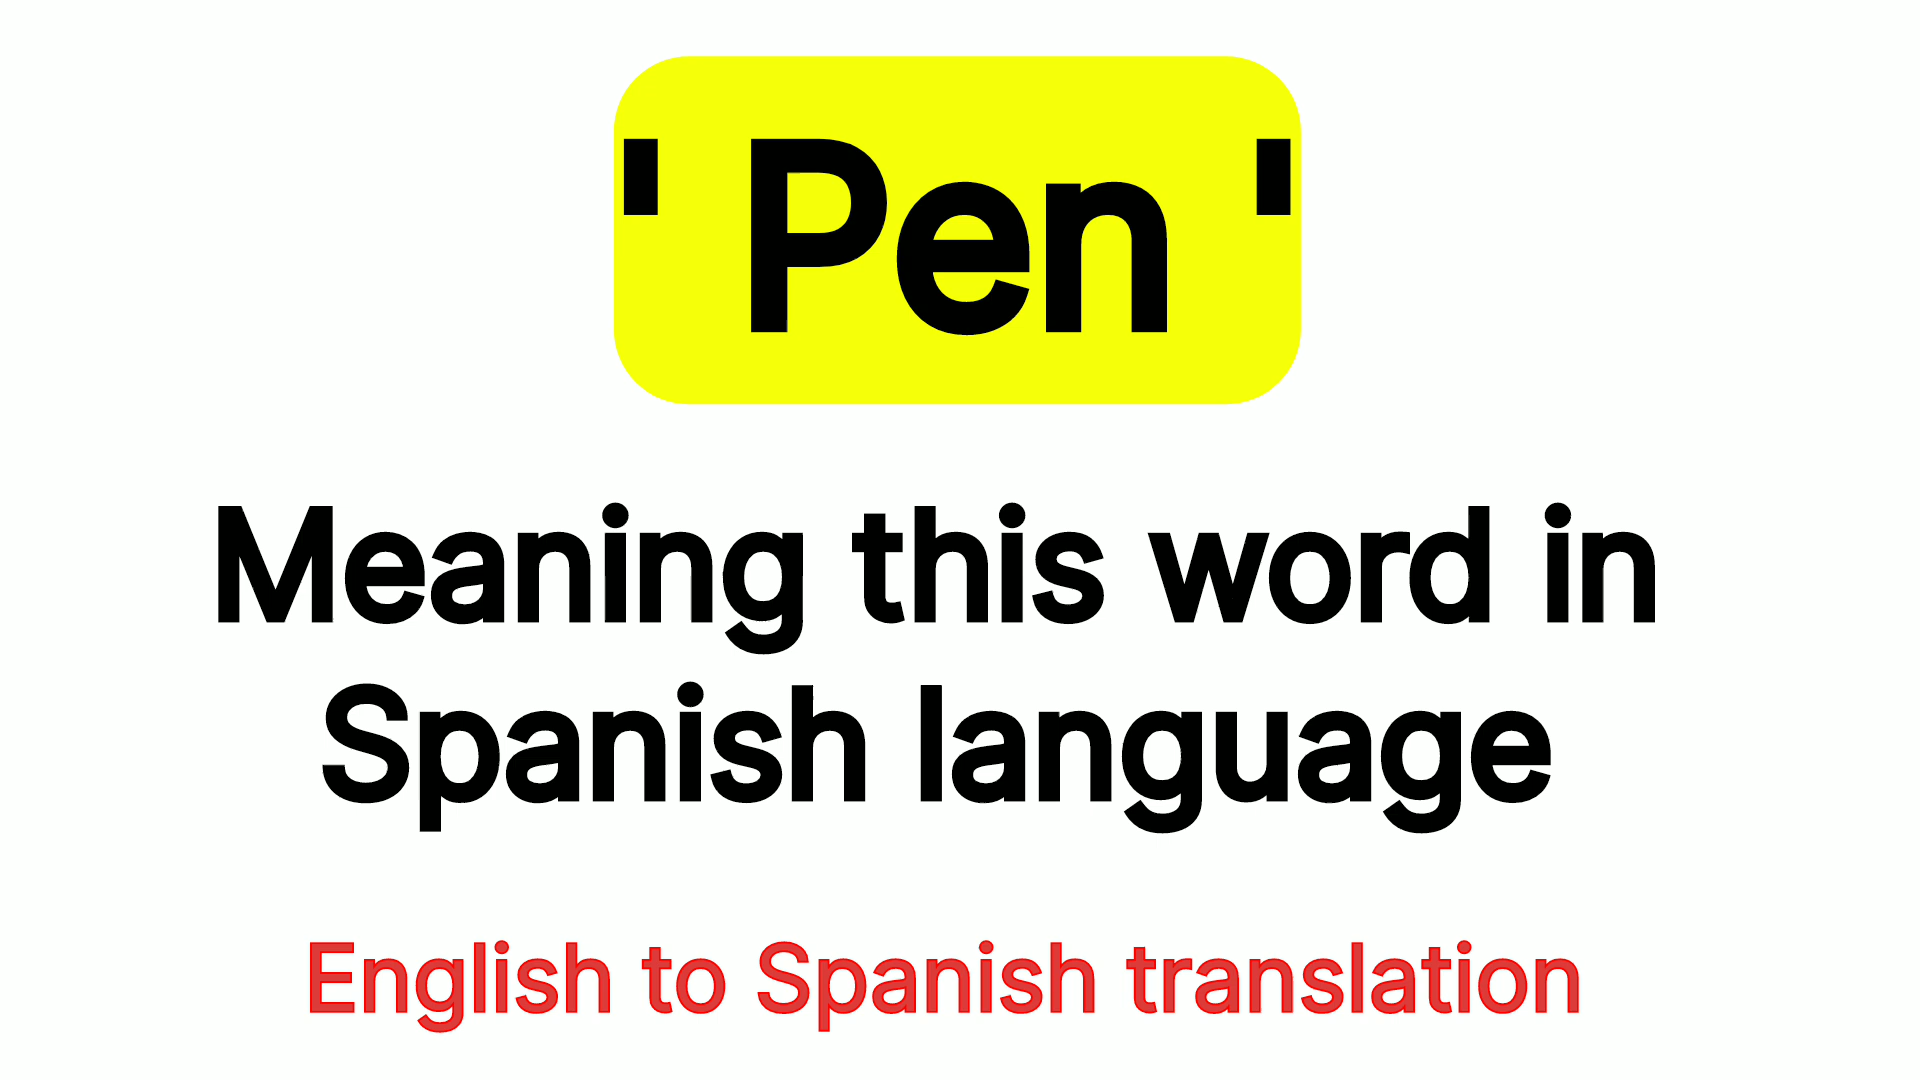 ' Pen '
Meaning this word in
Spanish language
English to Spanish translation